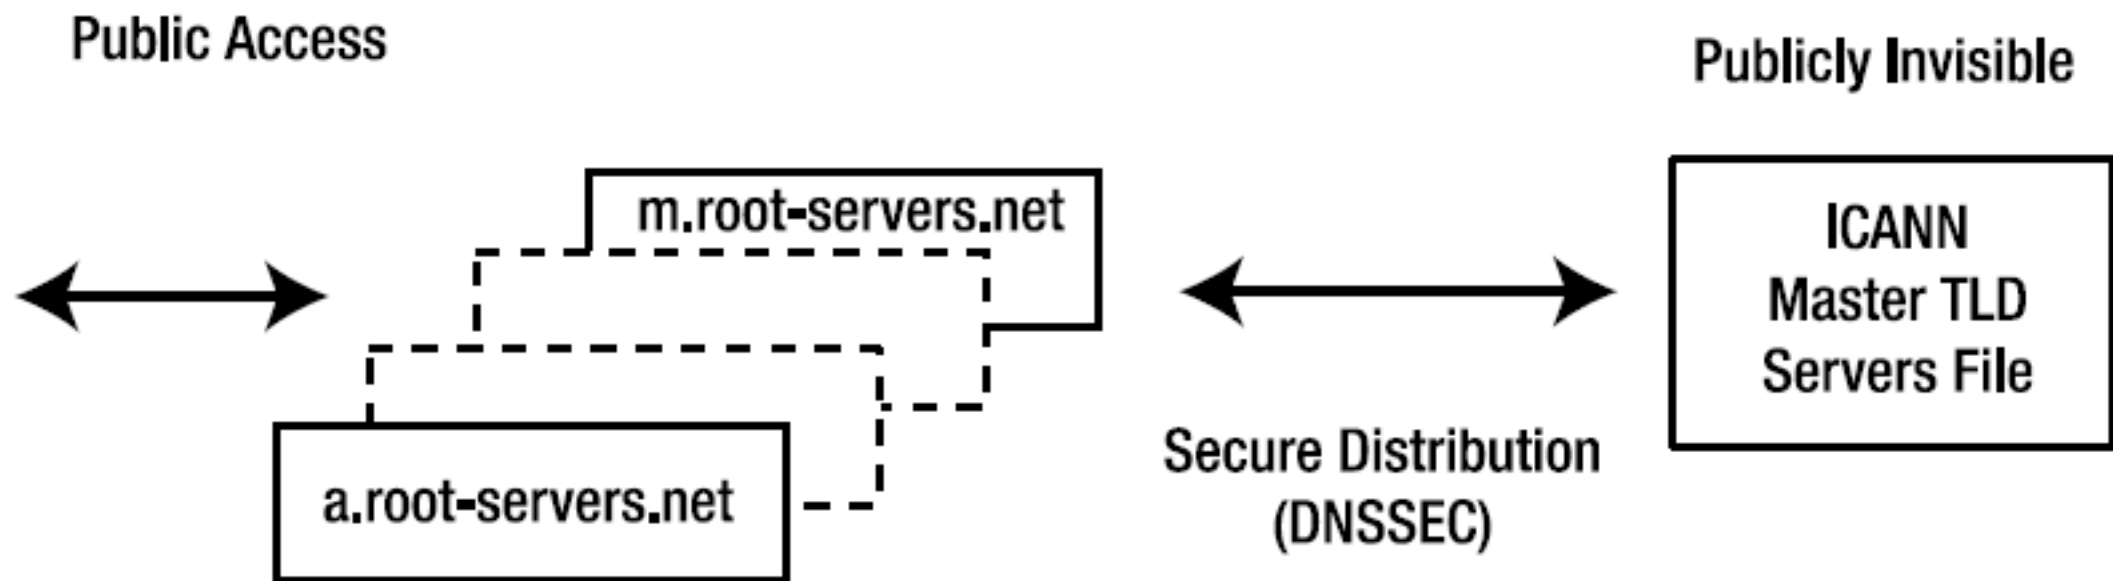 Public Access
Publicly Invisible
m.root-servers.net
a.root-servers.net
Secure Distribution
(DNSSEC)
ICANN
Master TLD
Servers File